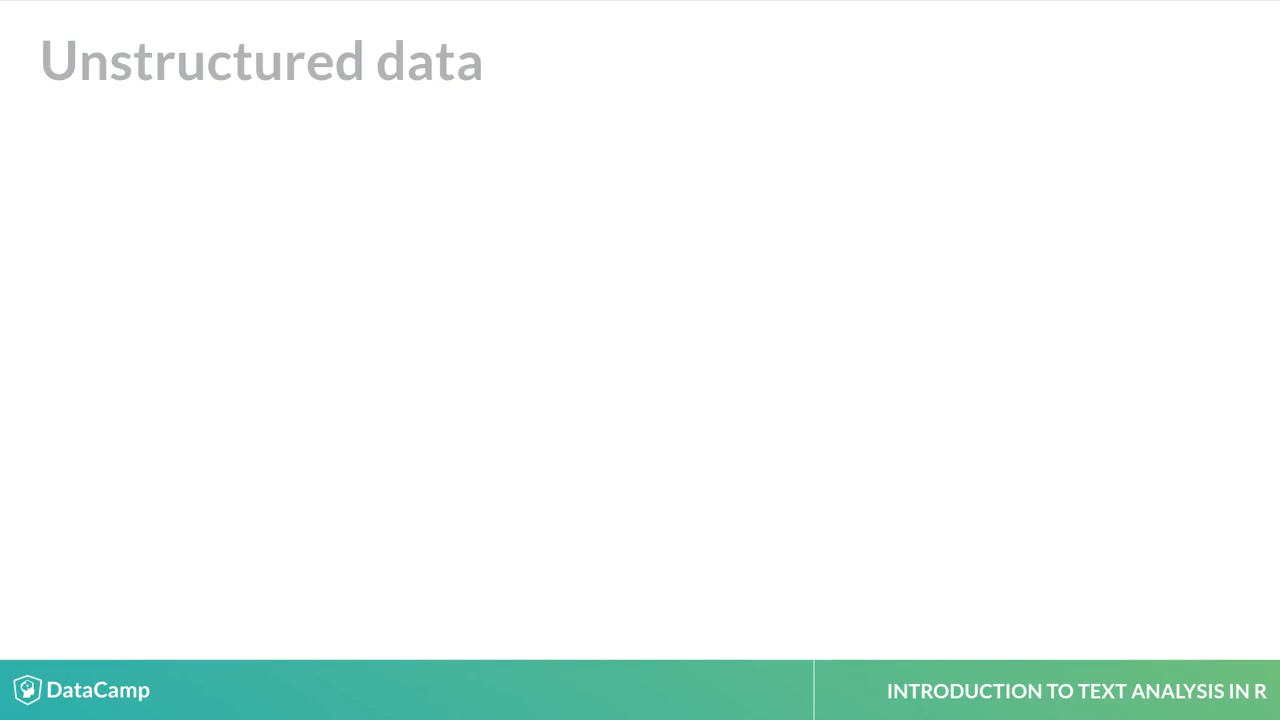 Unstructured data
DataCamp
INTRODUCTION TO TEXT ANALYSIS IN R